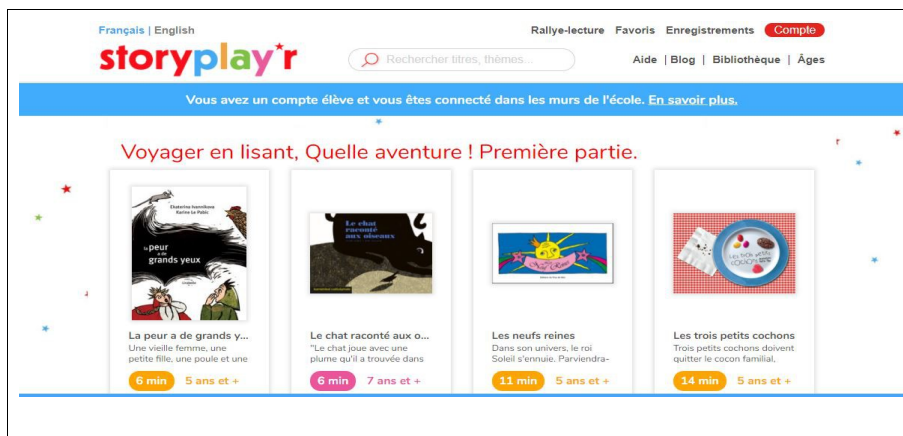 Français | English
Rallye-lecture Favoris Enregistrements Compte
storyplay'r
Rechercher titres, thèmes...
Aide | Blog | Bibliothèque | Âges
Vous avez un compte élève et vous êtes connecté dans les murs de l'école. En savoir plus.
Voyager en lisant, Quelle aventure ! Première partie.
la peur
a de
grands yeux
Le chat
raconté
aux oiseaux
La peur a de grands y...
Une vieille femme, une
petite fille, une poule et une
6 min 5 ans et +
Le chat raconté aux o...
"Le chat joue avec une
plume qu'il a trouvée dans
6 min 7 ans et +
Les neufs reines
Dans son univers, le roi
Soleil s'ennuie. Parviendra-
11 min 5 ans et +
LES TROIS PETITS
COCHON
Les trois petits cochons
Trois petits cochons doivent
quitter le cocon familial,
14 min 5 ans et +